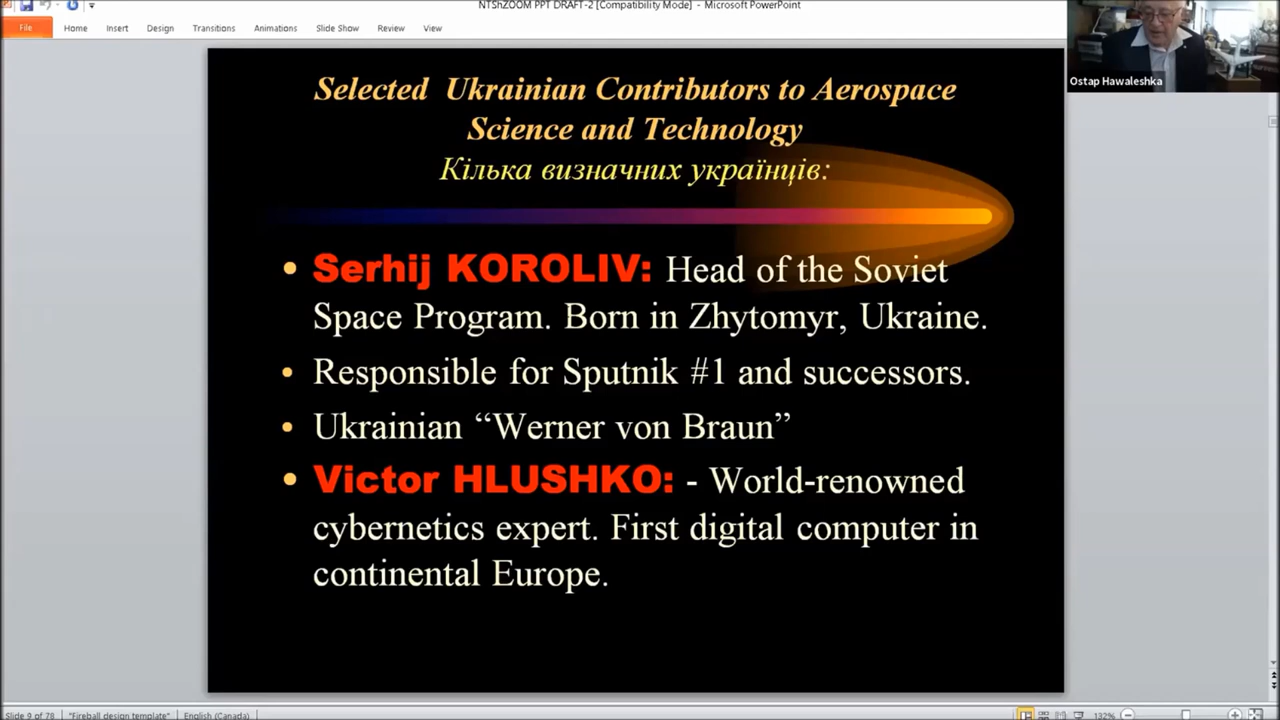 NTShZOOM PPT DRAFT-2 [Compatibility Mode] - Microsoft PowerPoint
File Home Insert Design Transitions Animations Slide Show Review View
Ostap Hawaleshka
Selected Ukrainian Contributors to Aerospace
Science and Technology
Кілька визначних українців:
• Serhij KOROLIV: Head of the Soviet
Space Program. Born in Zhytomyr, Ukraine.
• Responsible for Sputnik #1 and successors.
• Ukrainian “Werner von Braun”
• Victor HLUSHKO: - World-renowned
cybernetics expert. First digital computer in
continental Europe.
Slide 9 of 78 "Fireball design template" English (Canada) 132%